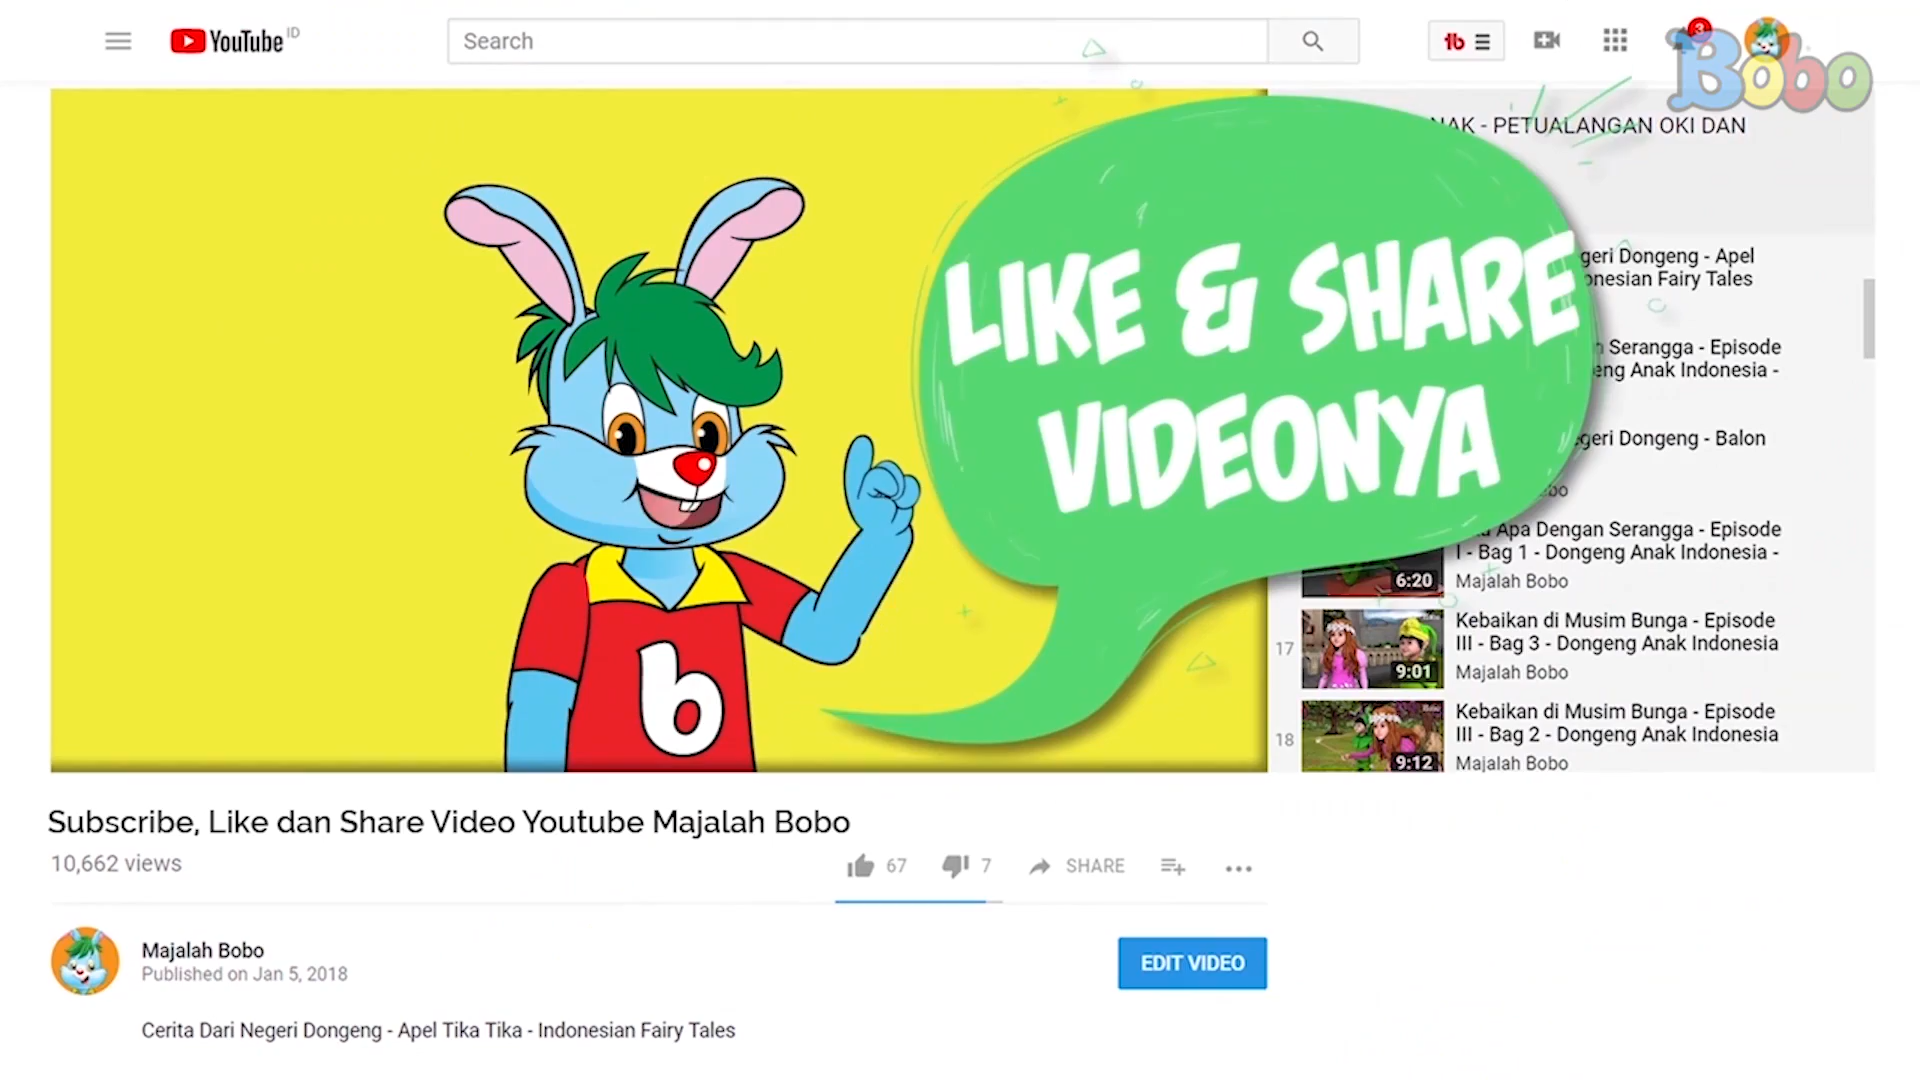 YouTube ID
Search
3
Bobo
NAK - PETUALANGAN OKI DAN
LIKE & SHARE
VIDEONYA
b
geri Dongeng - Apel
onesian Fairy Tales
Serangga - Episode
eng Anak Indonesia -
geri Dongeng - Balon
obo
Apa Dengan Serangga - Episode
I - Bag 1 - Dongeng Anak Indonesia -
Majalah Bobo
6:20
17
Kebaikan di Musim Bunga - Episode
III - Bag 3 - Dongeng Anak Indonesia
Majalah Bobo
9:01
18
Kebaikan di Musim Bunga - Episode
III - Bag 2 - Dongeng Anak Indonesia
Majalah Bobo
9:12
Subscribe, Like dan Share Video Youtube Majalah Bobo
10,662 views
67
7
SHARE
Majalah Bobo
Published on Jan 5, 2018
EDIT VIDEO
Cerita Dari Negeri Dongeng - Apel Tika Tika - Indonesian Fairy Tales